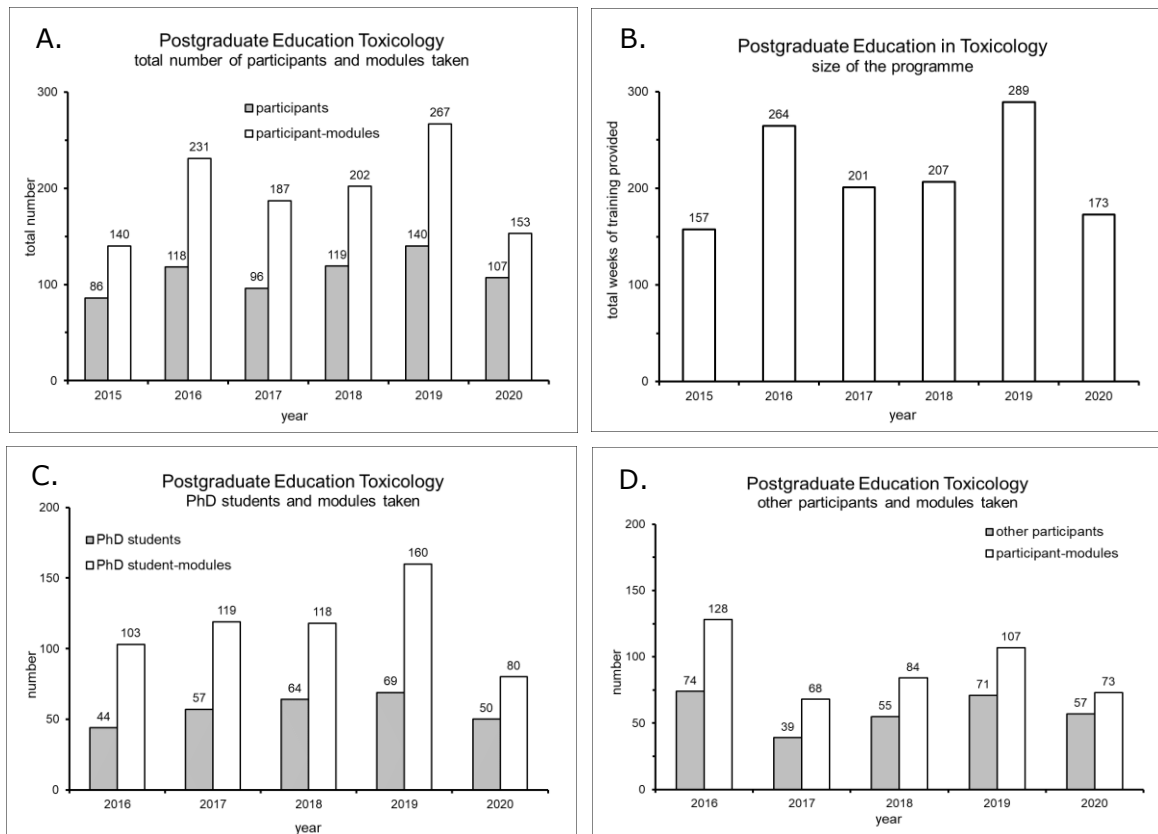 A.
Postgraduate Education Toxicology
total number of participants and modules taken
participants
participant-modules
total number
300
200
100
0
86
140
118
231
96
187
119
202
140
267
107
153
2015 2016 2017 2018 2019 2020
year
B.
Postgraduate Education in Toxicology
size of the programme
total weeks of training provided
300
250
200
150
100
50
0
157
264
201
207
289
173
2015 2016 2017 2018 2019 2020
year
C.
Postgraduate Education Toxicology
PhD students and modules taken
PhD students
PhD student-modules
number
200
150
100
50
0
44
103
57
119
64
118
69
160
50
80
2016 2017 2018 2019 2020
year
D.
Postgraduate Education Toxicology
other participants and modules taken
other participants
participant-modules
number
200
150
100
50
0
74
128
39
68
55
84
71
107
57
73
2016 2017 2018 2019 2020
year